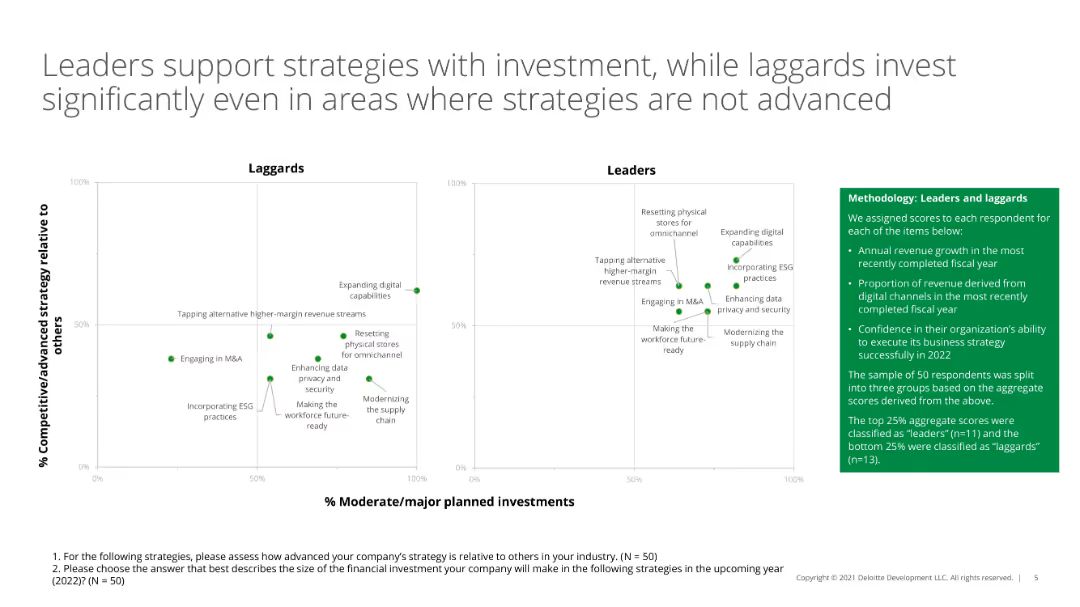 Leaders support strategies with investment, while laggards invest
significantly even in areas where strategies are not advanced
Laggards
% Competitive/advanced strategy relative to
others
100%
50%
0%
0%
50%
100%
Expanding digital
capabilities
Tapping alternative higher-margin revenue streams
Resetting
physical stores
for omnichannel
Engaging in M&A
Enhancing data
privacy and
security
Incorporating ESG
practices
Making the
workforce future-
ready
Modernizing
the supply
chain
Leaders
100%
50%
0%
0%
50%
100%
Resetting physical
stores for
omnichannel
Expanding digital
capabilities
Tapping alternative
higher-margin
revenue streams
Incorporating ESG
practices
Engaging in M&A
Enhancing data
privacy and security
Making the
workforce future-
ready
Modernizing the
supply chain
% Moderate/major planned investments
Methodology: Leaders and laggards
We assigned scores to each respondent for
each of the items below:
• Annual revenue growth in the most
recently completed fiscal year
• Proportion of revenue derived from
digital channels in the most recently
completed fiscal year
• Confidence in their organization's ability
to execute its business strategy
successfully in 2022
The sample of 50 respondents was split
into three groups based on the aggregate
scores derived from the above.
The top 25% aggregate scores were
classified as "leaders" (n=11) and the
bottom 25% were classified as "laggards"
(n=13).
1. For the following strategies, please assess how advanced your company's strategy is relative to others in your industry. (N = 50)
2. Please choose the answer that best describes the size of the financial investment your company will make in the following strategies in the upcoming year
(2022)? (N = 50)
Copyright © 2021 Deloitte Development LLC. All rights reserved. | 5